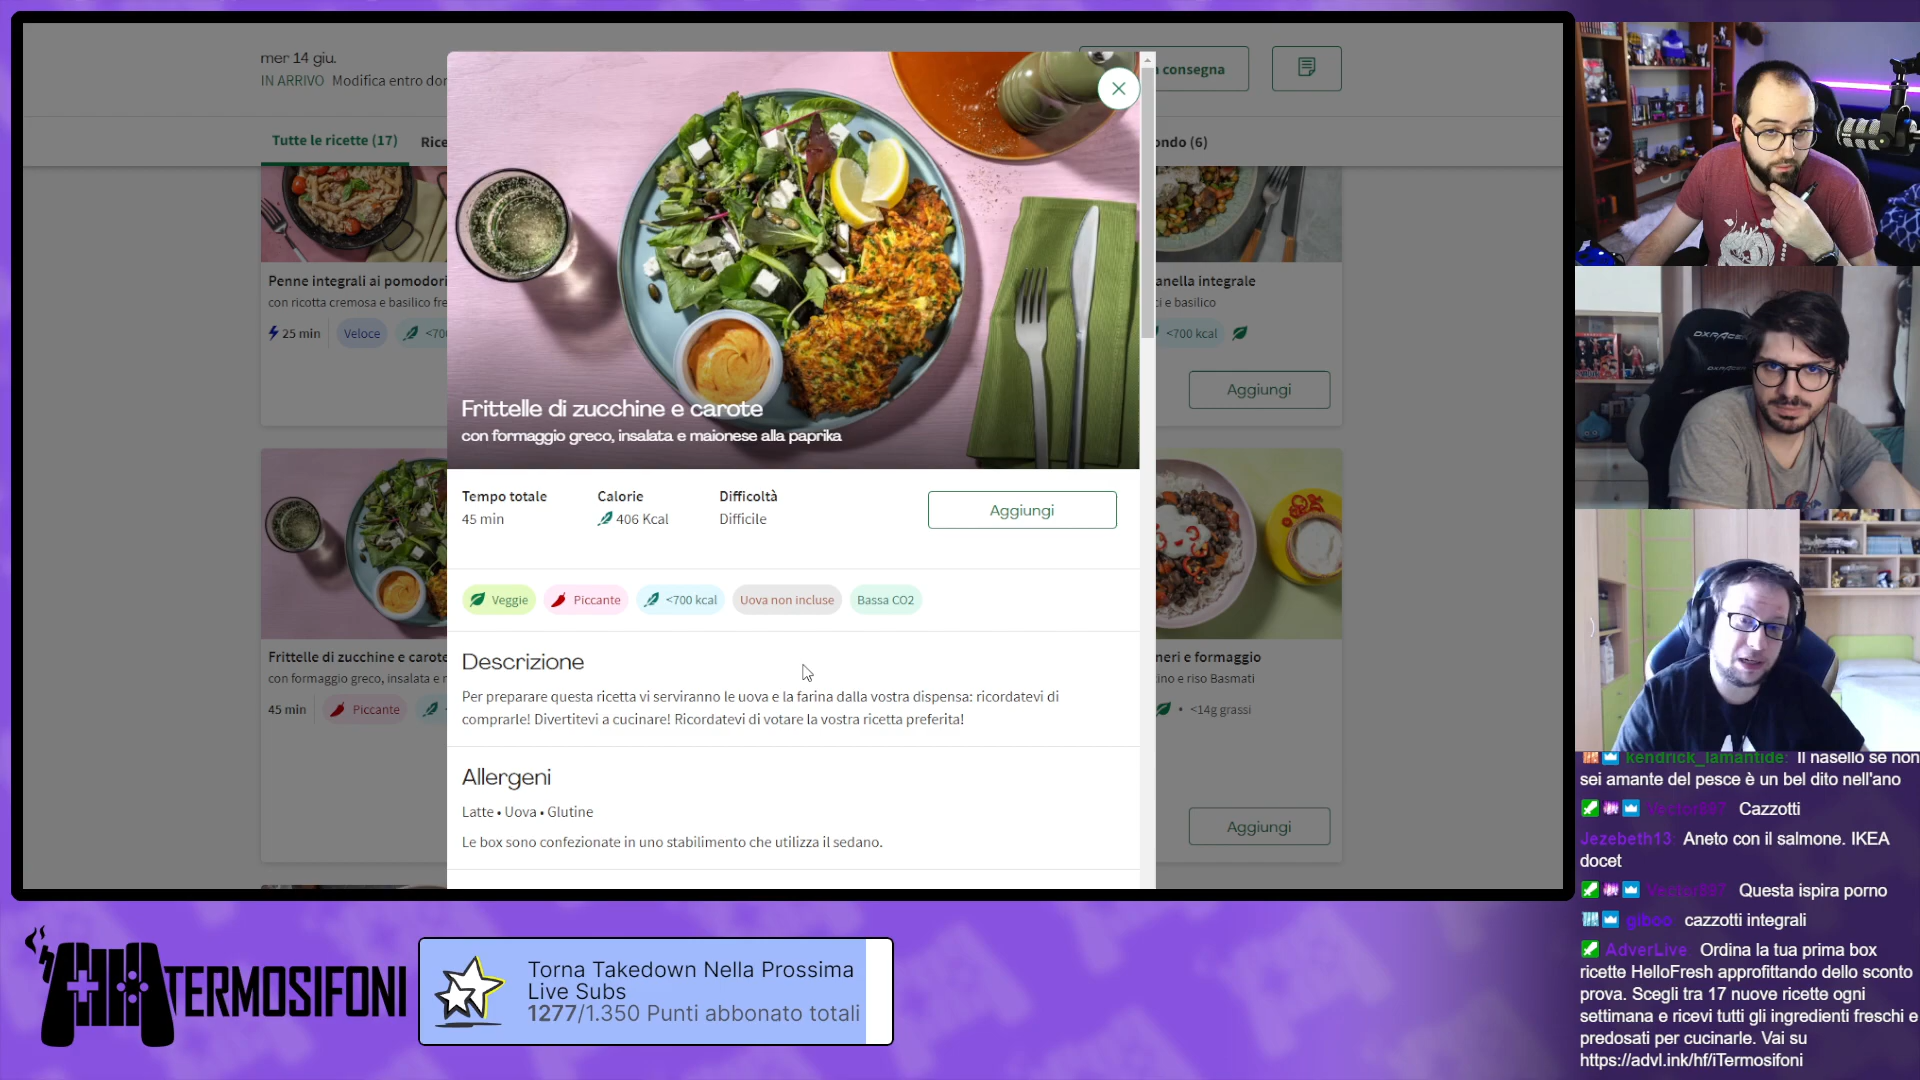 mer 14 giu.
IN ARRIVO Modifica entro
consegna
Tutte le ricette (17)
ondo (6)
Penne integrali ai pomodori
con ricotta cremosa e basilico
25 min
Veloce
anella integrale
ci e basilico
<700 kcal
Aggiungi
Frittelle di zucchine e carote
con formaggio greco, insalata e maionese alla paprika
Tempo totale
Calorie
Difficoltà
45 min
406 Kcal
Difficile
Aggiungi
Veggie
Piccante
<700 kcal
Uova non incluse
Bassa CO2
Descrizione
Per preparare questa ricetta vi serviranno le uova e la farina dalla vostra dispensa: ricordatevi di
comprarle! Divertitevi a cucinare! Ricordatevi di votare la vostra ricetta preferita!
Allergeni
Latte • Uova • Glutine
Le box sono confezionate in uno stabilimento che utilizza il sedano.
Frittelle di zucchine e carote
con formaggio greco, insalata e
45 min
Piccante
neri e formaggio
ino e riso Basmati
• <14g grassi
Aggiungi
DXRACER
kendrick_lamantide: Il nasello se non
sei amante del pesce è un bel dito nell'ano
Cazzotti
Jezebeth13: Aneto con il salmone. IKEA
docet
Questa ispira porno
giboo: cazzotti integrali
AdverLive: Ordina la tua prima box
ricette HelloFresh approfittando dello sconto
prova. Scegli tra 17 nuove ricette ogni
settimana e ricevi tutti gli ingredienti freschi e
predosati per cucinarle. Vai su
https://advl.ink/hf/iTermosifoni
TERMOSIFONI
Torna Takedown Nella Prossima
Live Subs
1277/1.350 Punti abbonato totali